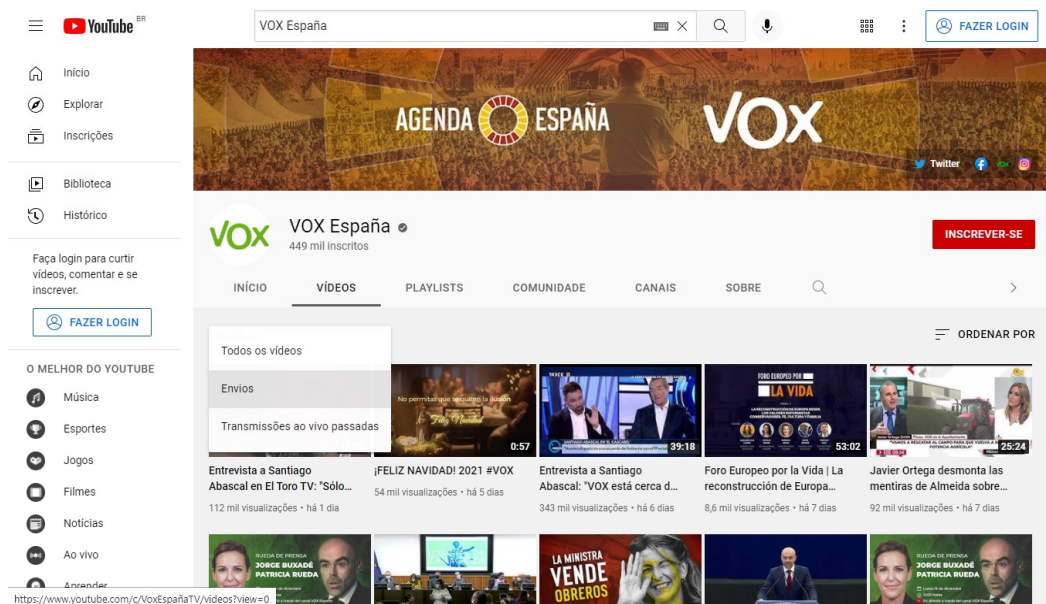 YouTube BR
VOX España
FAZER LOGIN
Início
Explorar
Inscrições
Biblioteca
Histórico
Faça login para curtir
vídeos, comentar e se
inscrever.
FAZER LOGIN
O MELHOR DO YOUTUBE
Música
Esportes
Jogos
Filmes
Notícias
Ao vivo
Aprender
https://www.youtube.com/c/VoxEspañaTV/videos?view=0
AGENDA ESPAÑA
VOX
Twitter
VOX
VOX España
449 mil inscritos
INSCREVER-SE
INÍCIO VÍDEOS PLAYLISTS COMUNIDADE CANAIS SOBRE
ORDENAR POR
Todos os vídeos
Envios
Transmissões ao vivo passadas
No permitas que secuestren la ilusión
Feliz Navidad
0:57
39:18
FORO EUROPEO POR
LA VIDA
53:02
25:24
Entrevista a Santiago
Abascal en El Toro TV: "Sólo...
112 mil visualizações • há 1 dia
¡FELIZ NAVIDAD! 2021 #VOX
54 mil visualizações • há 5 dias
Entrevista a Santiago
Abascal: "VOX está cerca d...
343 mil visualizações • há 6 dias
Foro Europeo por la Vida | La
reconstrucción de Europa...
8,6 mil visualizações • há 7 dias
Javier Ortega desmonta las
mentiras de Almeida sobre...
92 mil visualizações • há 7 dias
RUEDA DE PRENSA
JORGE BUXADÉ
PATRICIA RUEDA
LA MINISTRA
VENDE
OBREROS
RUEDA DE PRENSA
JORGE BUXADÉ
PATRICIA RUEDA